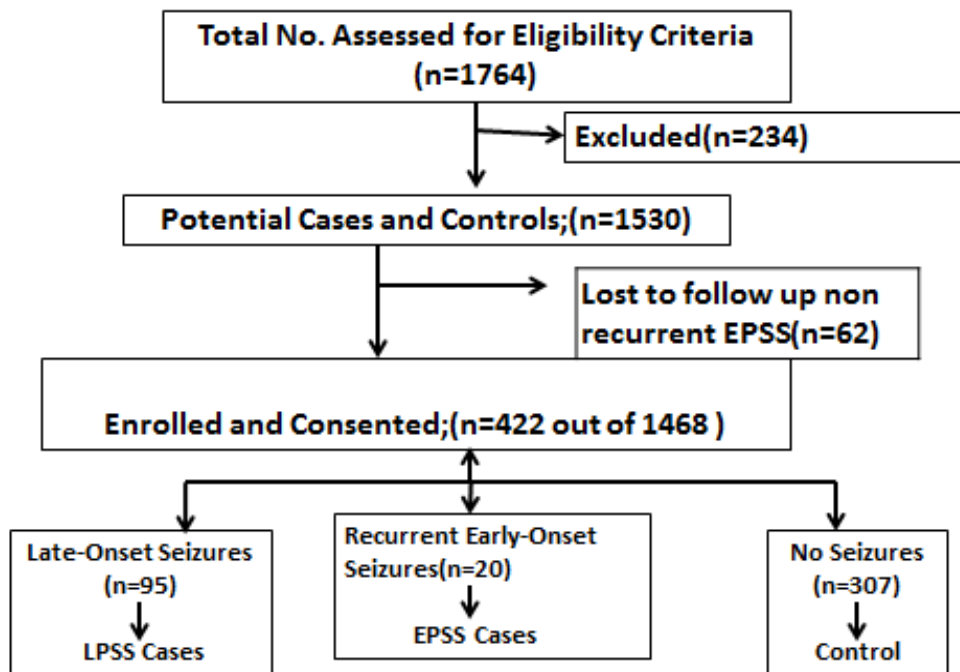 Total No. Assessed for Eligibility Criteria
(n=1764)
Excluded(n=234)
Potential Cases and Controls;(n=1530)
Lost to follow up non
recurrent EPSS(n=62)
Enrolled and Consented;(n=422 out of 1468 )
Late-Onset Seizures
(n=95)
LPSS Cases
Recurrent Early-Onset
Seizures(n=20)
EPSS Cases
No Seizures
(n=307)
Control